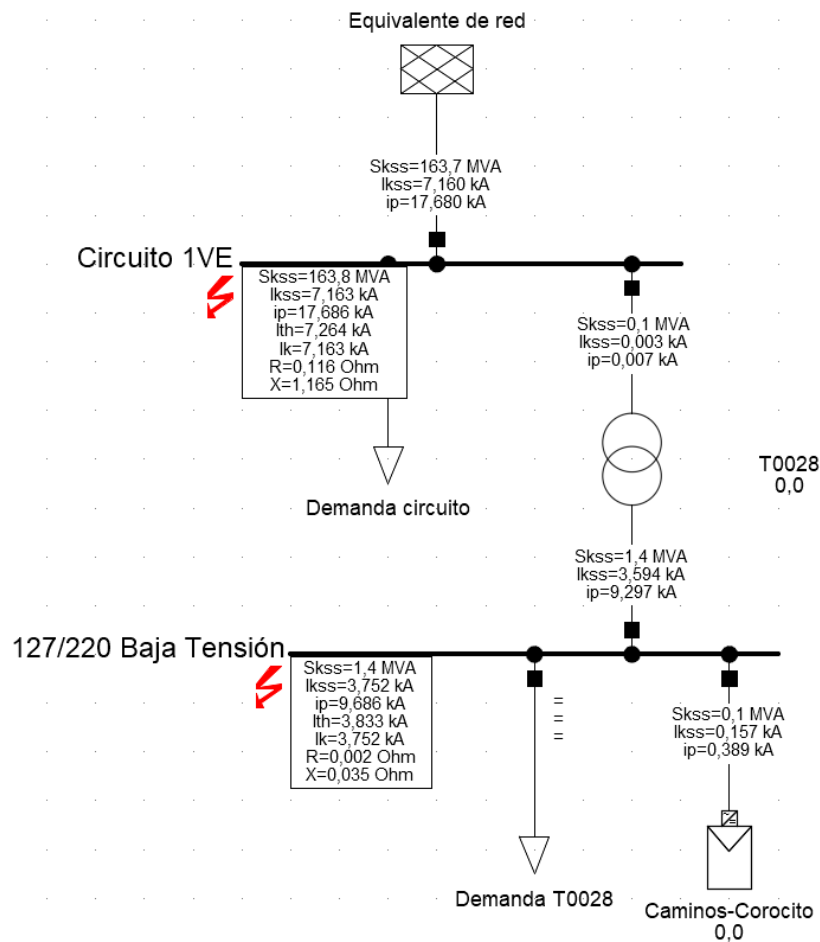 Equivalente de red
Skss=163,7 MVA
Ikss=7,160 kA
ip=17,680 kA
Circuito 1VE
Skss=163,8 MVA
Ikss=7,163 kA
ip=17,686 kA
Ith=7,264 kA
Ik=7,163 kA
R=0,116 Ohm
X=1,165 Ohm
Skss=0,1 MVA
Ikss=0,003 kA
ip=0,007 kA
T0028
0,0
Demanda circuito
Skss=1,4 MVA
Ikss=3,594 kA
ip=9,297 kA
127/220 Baja Tensión
Skss=1,4 MVA
Ikss=3,752 kA
ip=9,686 kA
Ith=3,833 kA
Ik=3,752 kA
R=0,002 Ohm
X=0,035 Ohm
=
=
=
Skss=0,1 MVA
Ikss=0,157 kA
ip=0,389 kA
Demanda T0028
Caminos-Corocito
0,0